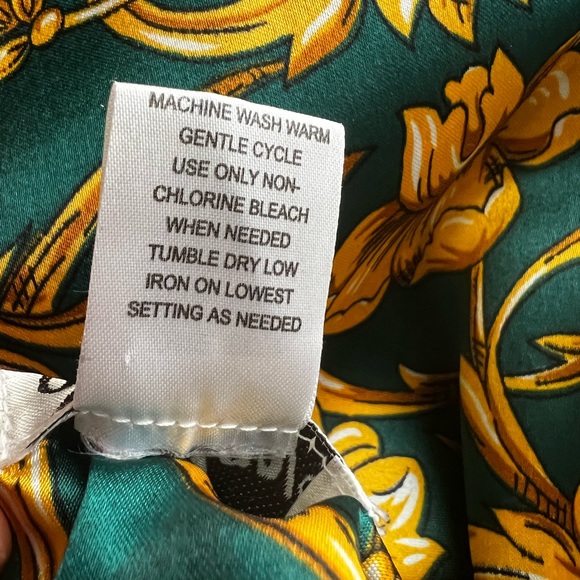 MACHINE WASH WARM
GENTLE CYCLE
USE ONLY NON-
CHLORINE BLEACH
WHEN NEEDED
TUMBLE DRY LOW
IRON ON LOWEST
SETTING AS NEEDED